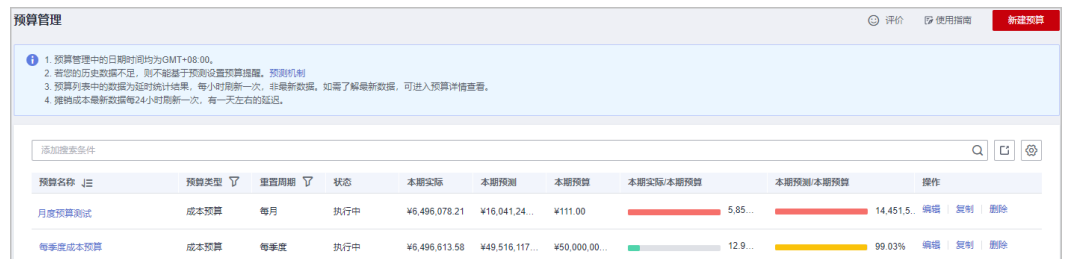 预算管理
评价 使用指南 新建预算
1. 预算管理中的日期时间均为GMT+08:00。
2. 若您的历史数据不足，则不能基于预测设置预算提醒。预测机制
3. 预算列表中的数据为延时统计结果，每小时刷新一次，非最新数据。如需了解最新数据，可进入预算详情查看。
4. 摊销成本最新数据每24小时刷新一次，有一天左右的延迟。
添加搜索条件
预算名称 预算类型 重置周期 状态 本期实际 本期预测 本期预算 本期实际/本期预算 本期预测/本期预算 操作
月度预算测试 成本预算 每月 执行中 ¥6,496,078.21 ¥16,041,24... ¥111.00 5,85... 14,451,5.. 编辑 复制 删除
每季度成本预算 成本预算 每季度 执行中 ¥6,496,613.58 ¥49,516,117... ¥50,000,00... 12.9... 99.03% 编辑 复制 删除